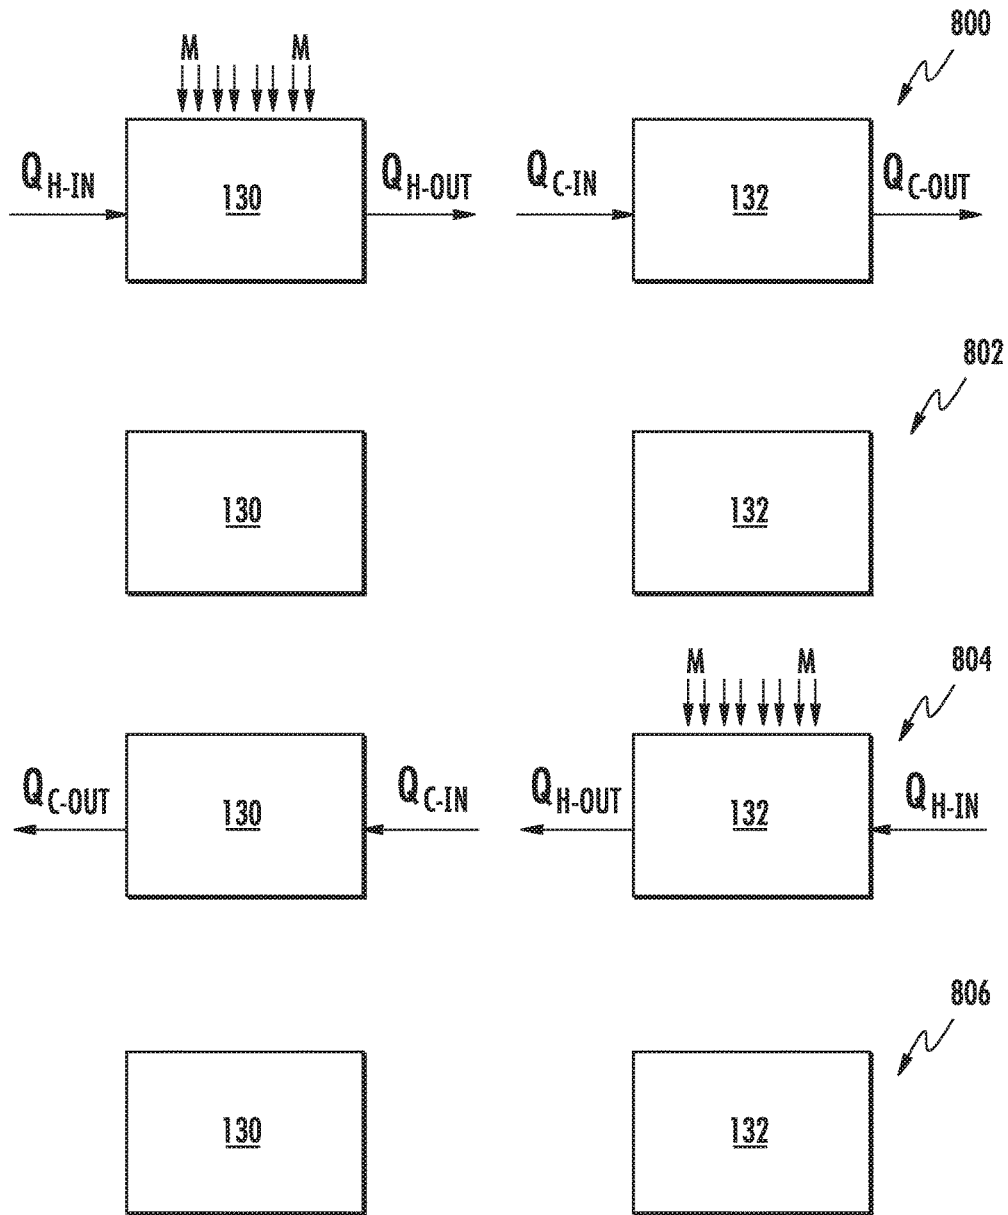 800
M M
Q H-IN 130 Q H-OUT Q C-IN 132 Q C-OUT
802
130 132
804
M M
Q C-OUT 130 Q C-IN Q H-OUT 132 Q H-IN
806
130 132